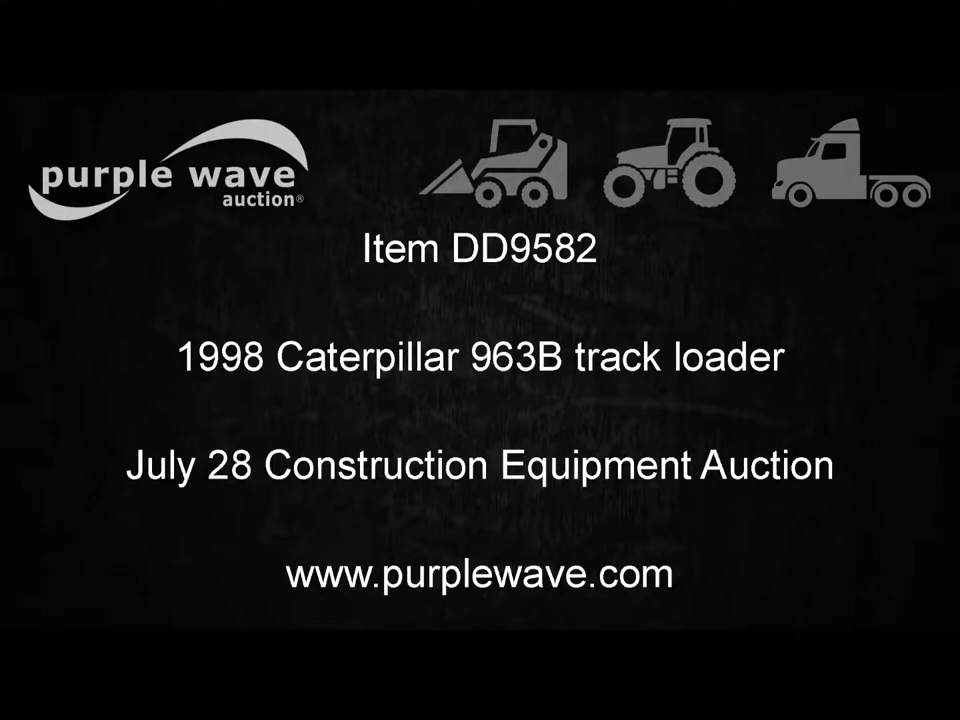 purple wave
auction®
Item DD9582
1998 Caterpillar 963B track loader
July 28 Construction Equipment Auction
www.purplewave.com